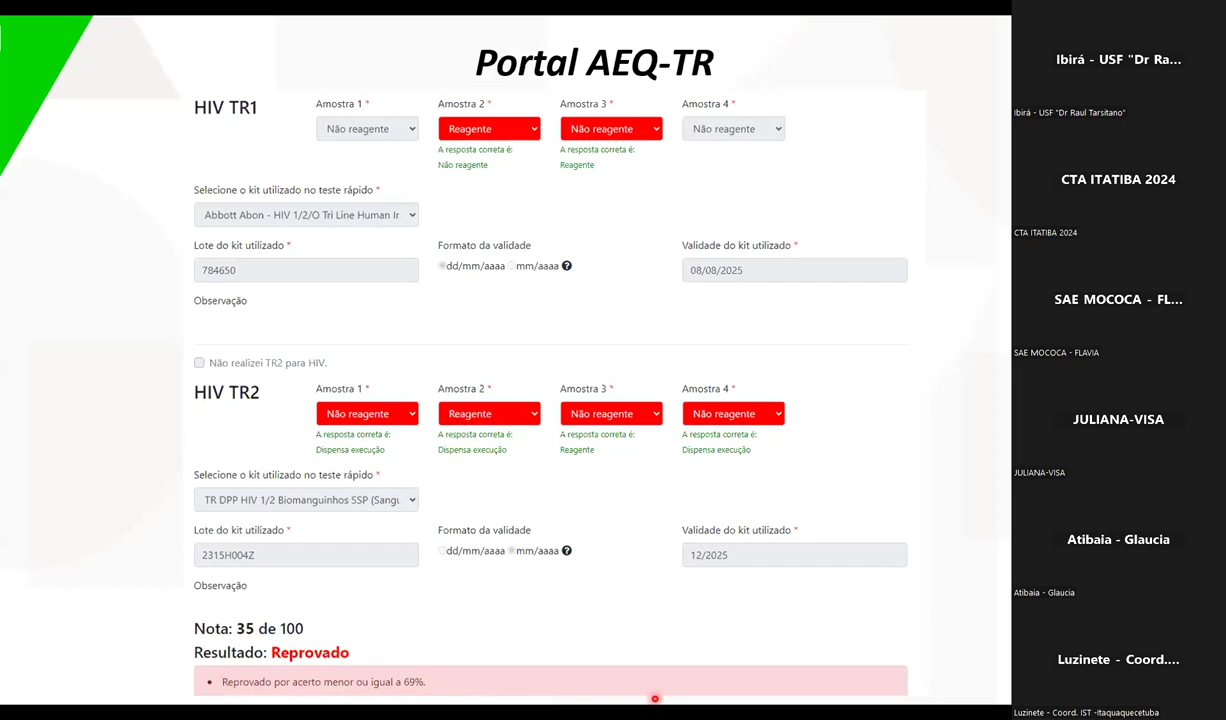 Portal AEQ-TR
HIV TR1
Amostra 1 *
Amostra 2 *
Amostra 3 *
Amostra 4 *
Não reagente
Reagente
Não reagente
Não reagente
A resposta correta é:
Não reagente
A resposta correta é:
Reagente
Selecione o kit utilizado no teste rápido *
Abbott Abon - HIV 1/2/O Tri Line Human Ir
Lote do kit utilizado *
Formato da validade
Validade do kit utilizado *
784650
dd/mm/aaaa mm/aaaa ?
08/08/2025
Observação
Não realizei TR2 para HIV.
HIV TR2
Amostra 1 *
Amostra 2 *
Amostra 3 *
Amostra 4 *
Não reagente
Reagente
Não reagente
Não reagente
A resposta correta é:
Dispensa execução
A resposta correta é:
Dispensa execução
A resposta correta é:
Reagente
A resposta correta é:
Dispensa execução
Selecione o kit utilizado no teste rápido *
TR DPP HIV 1/2 Biomanguinhos SSP (Sangu
Lote do kit utilizado *
Formato da validade
Validade do kit utilizado *
2315H004Z
dd/mm/aaaa mm/aaaa ?
12/2025
Observação
Nota: 35 de 100
Resultado: Reprovado
• Reprovado por acerto menor ou igual a 69%.
Ibirá - USF "Dr Ra...
Ibirá - USF "Dr Raul Tarsitano"
CTA ITATIBA 2024
CTA ITATIBA 2024
SAE MOCOCA - FL...
SAE MOCOCA - FLAVIA
JULIANA-VISA
JULIANA-VISA
Atibaia - Glaucia
Atibaia - Glaucia
Luzinete - Coord....
Luzinete - Coord. IST -Itaquaquecetuba